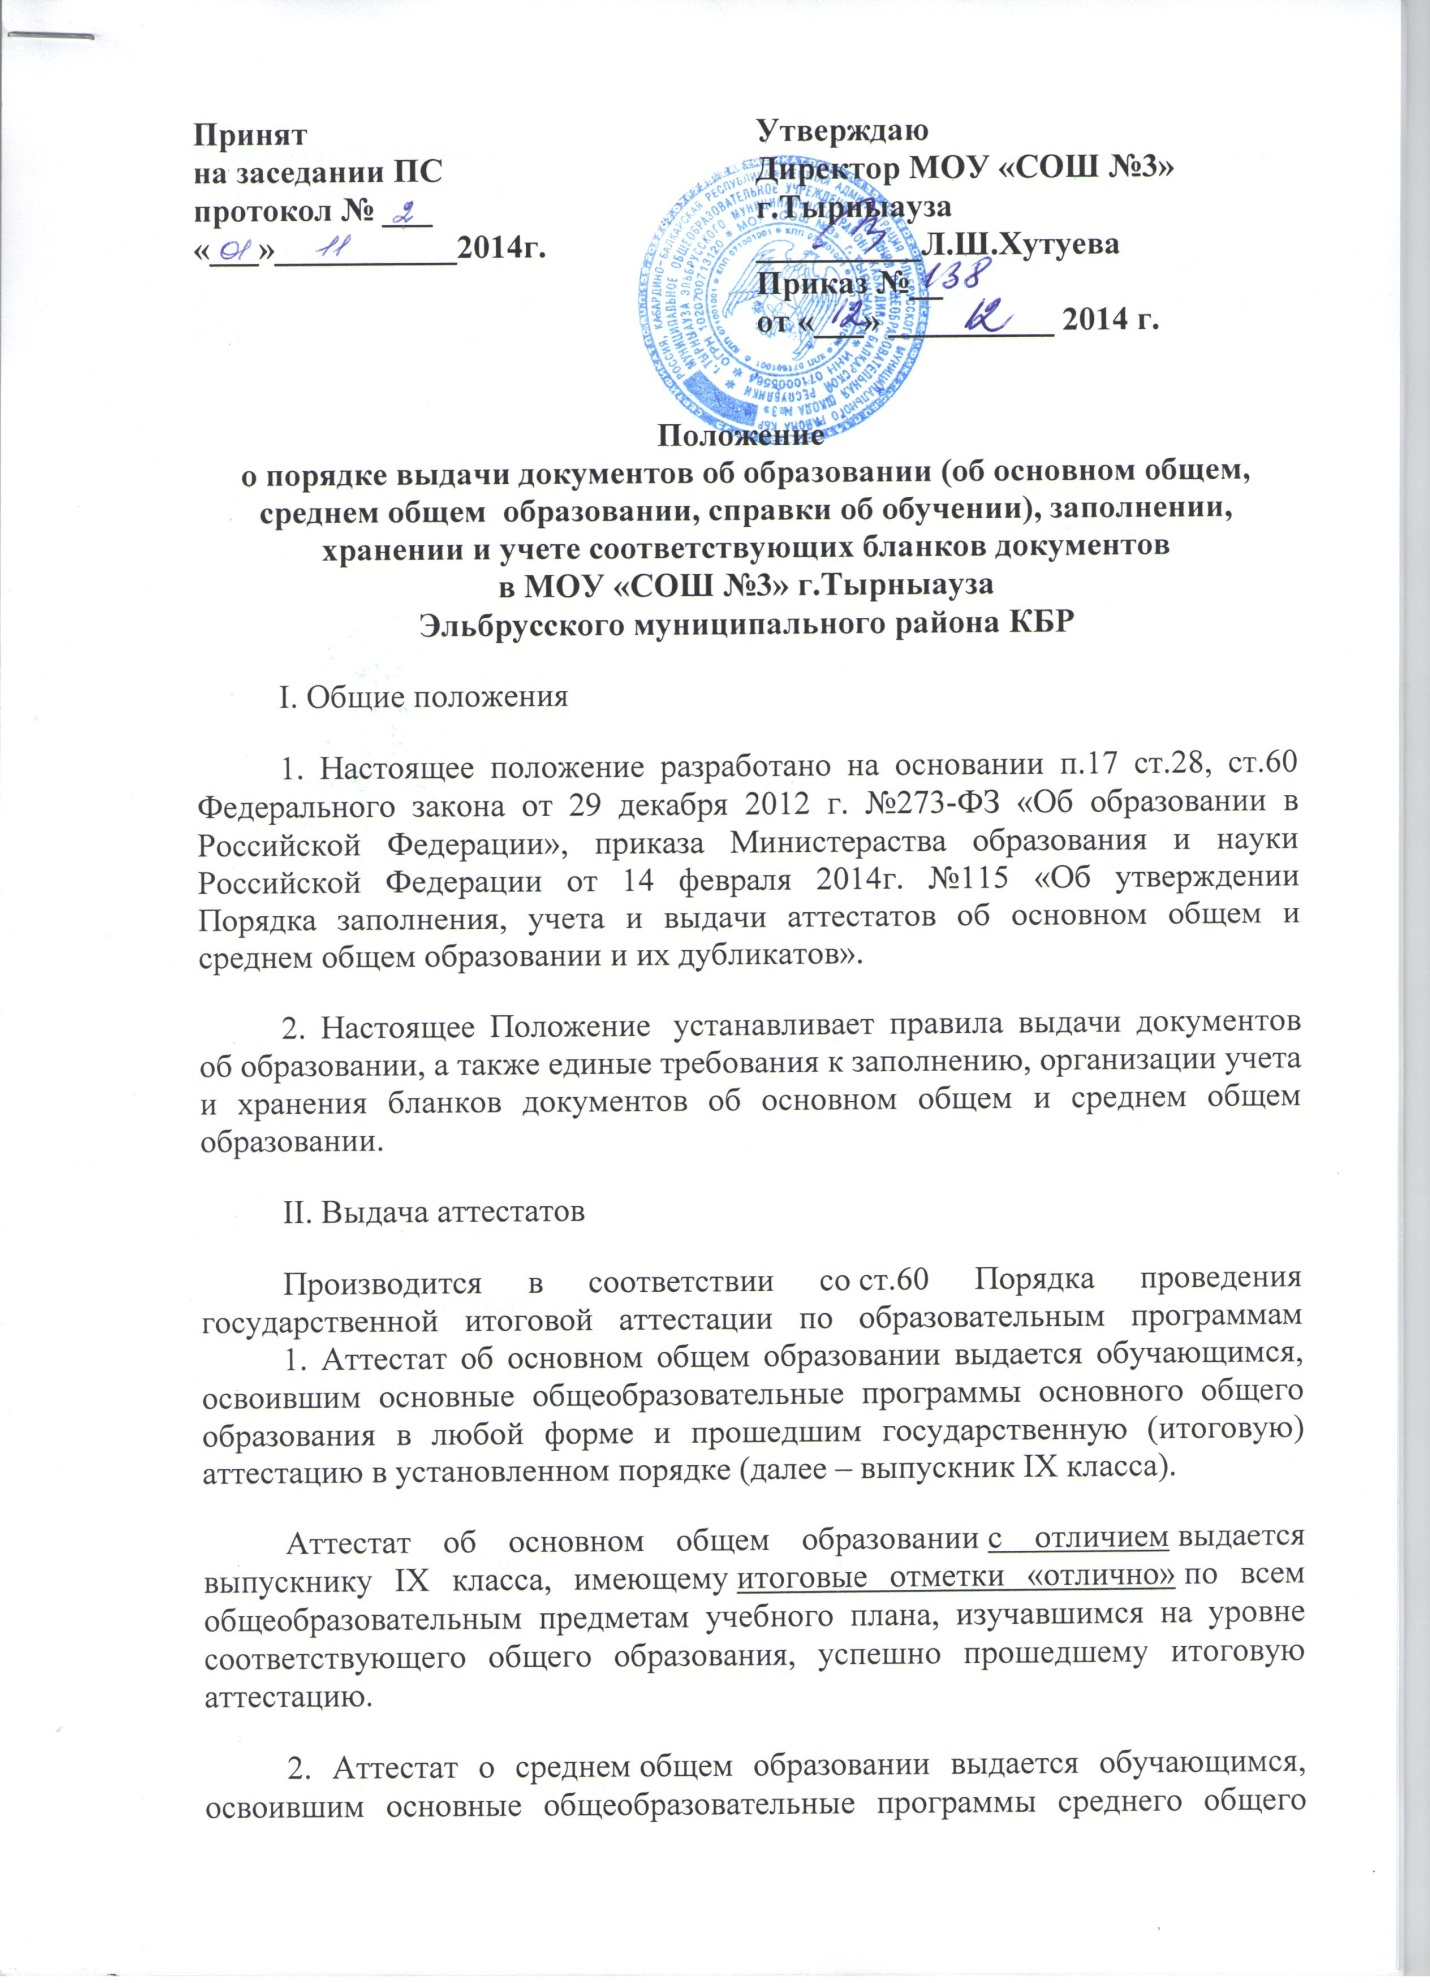 Принят
на заседании ПС
протокол № 2
«01» 11 2014г.
Утверждаю
Директор МОУ «СОШ №3»
г.Тырныауза
Л.Ш.Хутуева
Приказ № 138
от «12» 12 2014 г.
Положение
о порядке выдачи документов об образовании (об основном общем,
среднем общем образовании, справки об обучении), заполнении,
хранении и учете соответствующих бланков документов
в МОУ «СОШ №3» г.Тырныауза
Эльбрусского муниципального района КБР
I. Общие положения
1. Настоящее положение разработано на основании п.17 ст.28, ст.60
Федерального закона от 29 декабря 2012 г. №273-ФЗ «Об образовании в
Российской Федерации», приказа Министераства образования и науки
Российской Федерации от 14 февраля 2014г. №115 «Об утверждении
Порядка заполнения, учета и выдачи аттестатов об основном общем и
среднем общем образовании и их дубликатов».
2. Настоящее Положение устанавливает правила выдачи документов
об образовании, а также единые требования к заполнению, организации учета
и хранения бланков документов об основном общем и среднем общем
образовании.
II. Выдача аттестатов
Производится в соответствии со ст.60 Порядка проведения
государственной итоговой аттестации по образовательным программам
1. Аттестат об основном общем образовании выдается обучающимся,
освоившим основные общеобразовательные программы основного общего
образования в любой форме и прошедшим государственную (итоговую)
аттестацию в установленном порядке (далее – выпускник IX класса).
Аттестат об основном общем образовании с отличием выдается
выпускнику IX класса, имеющему итоговые отметки «отлично» по всем
общеобразовательным предметам учебного плана, изучавшимся на уровне
соответствующего общего образования, успешно прошедшему итоговую
аттестацию.
2. Аттестат о среднем общем образовании выдается обучающимся,
освоившим основные общеобразовательные программы среднего общего